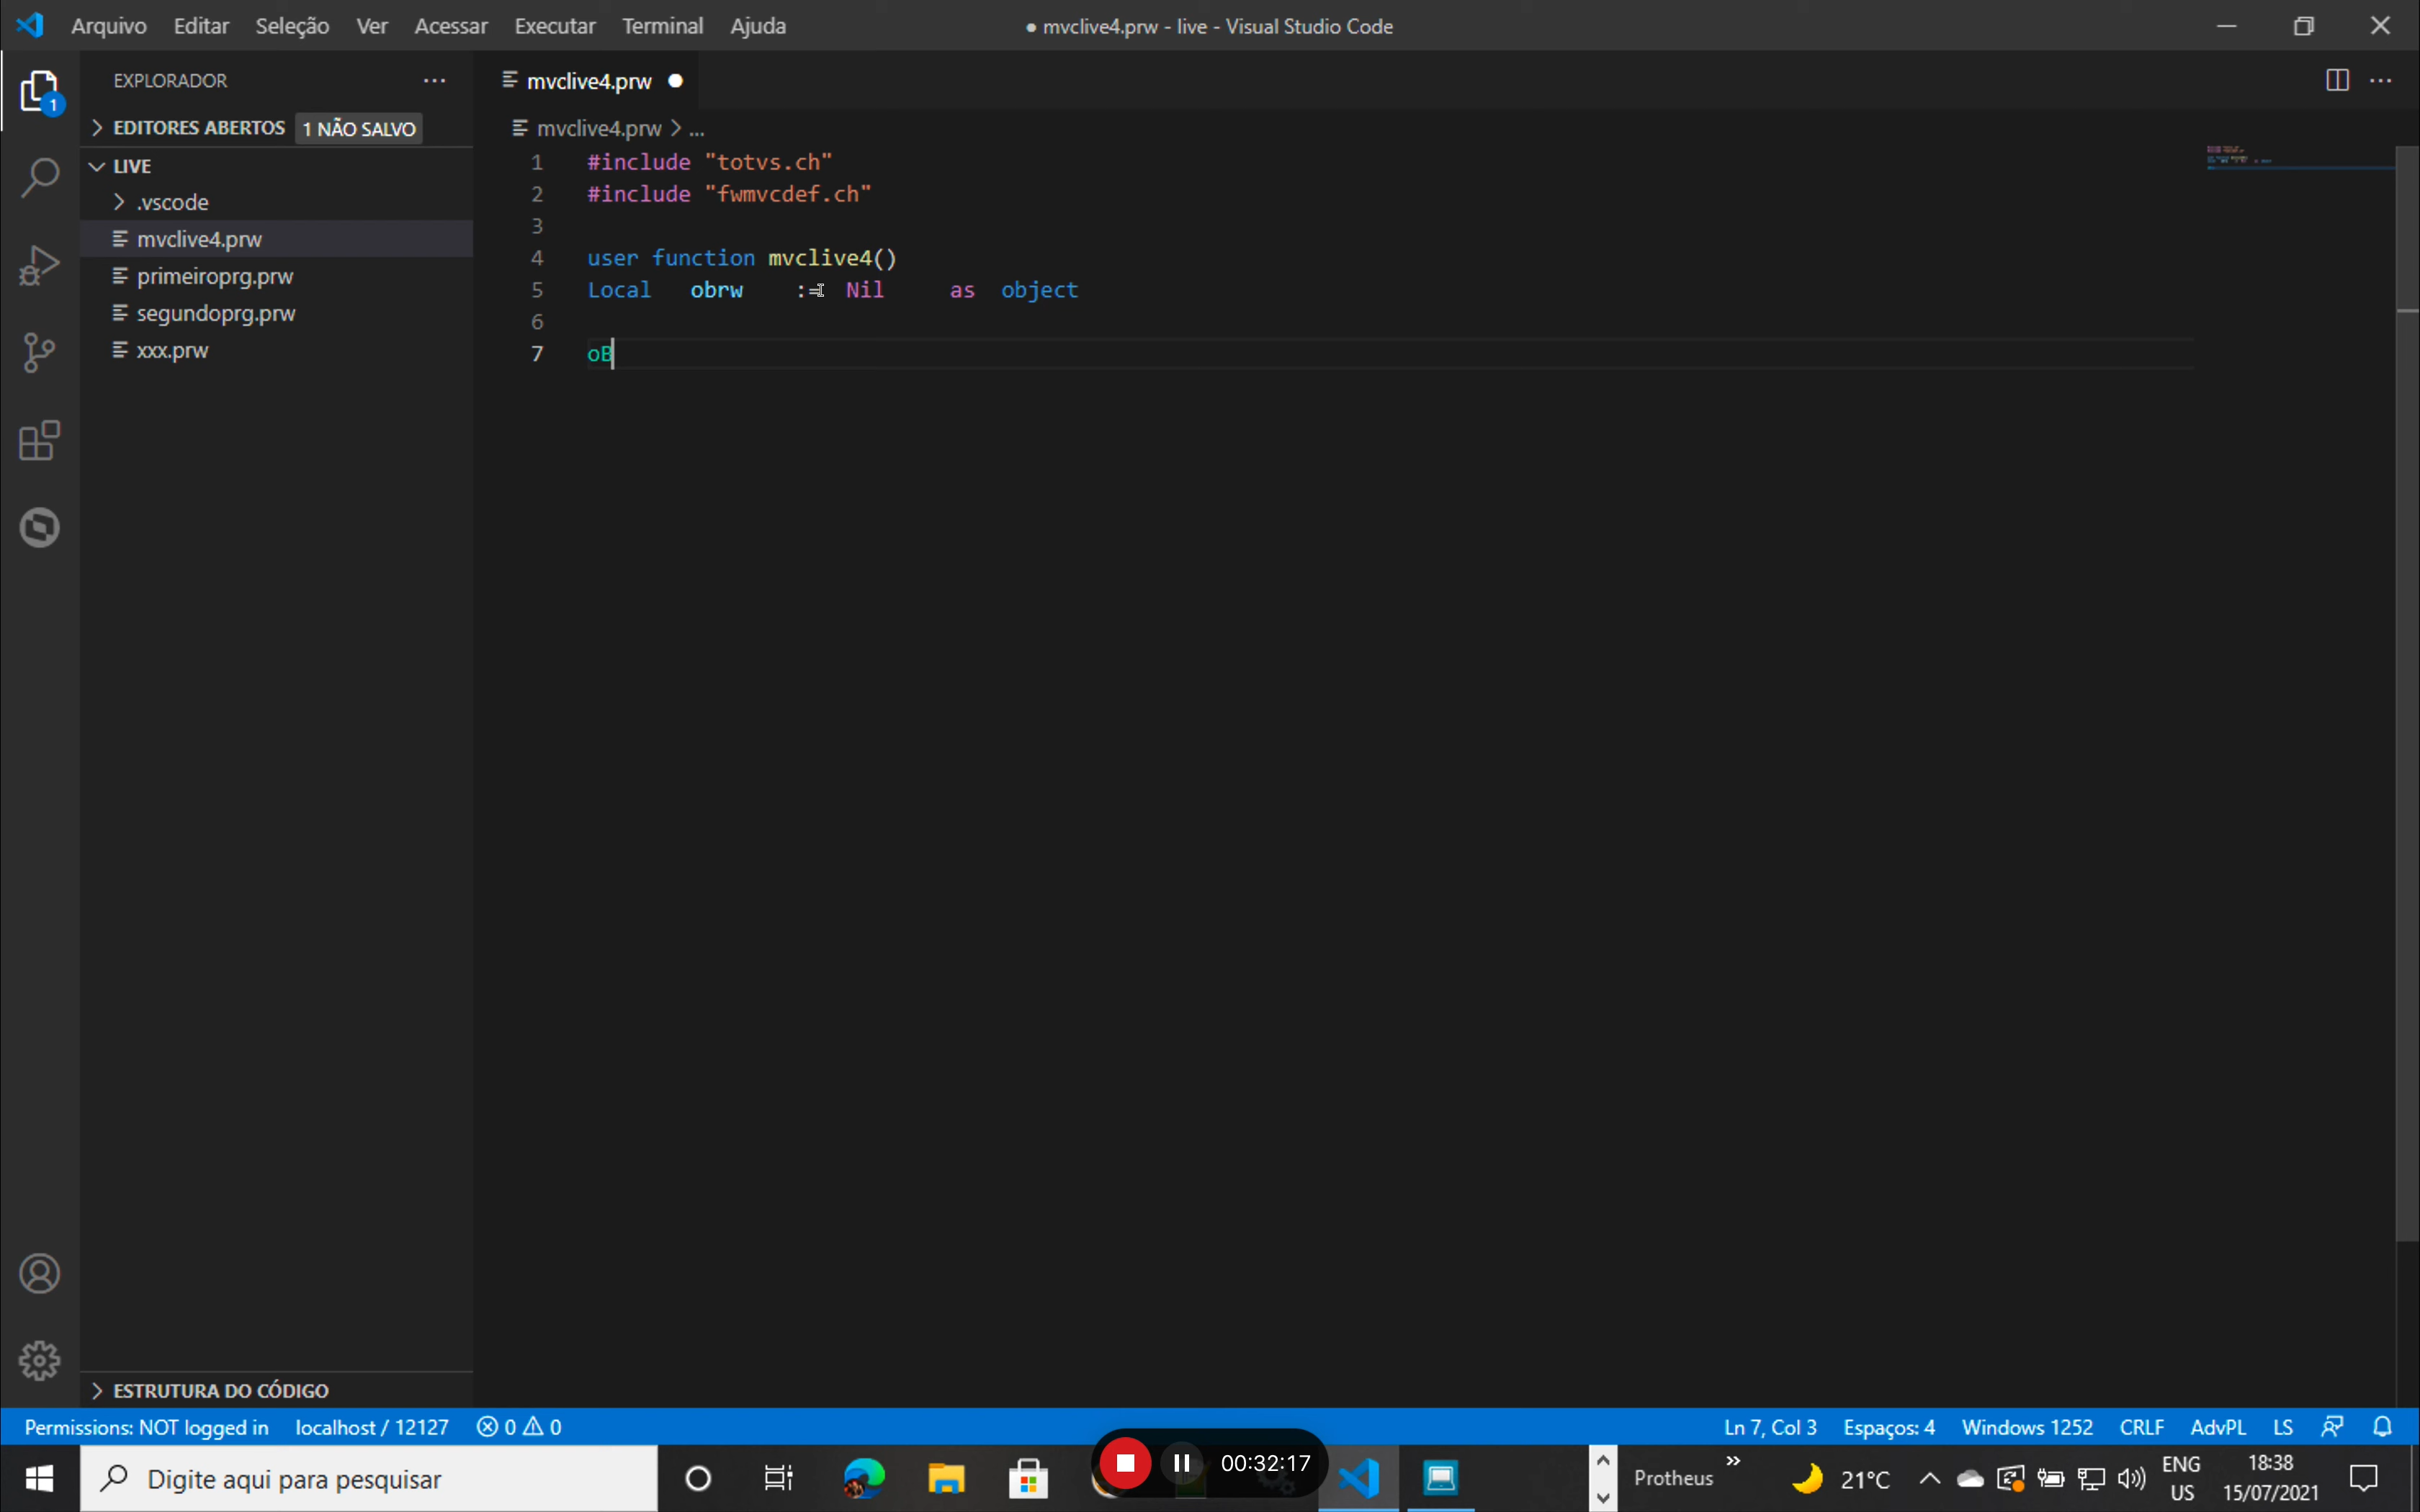 Arquivo Editar Seleção Ver Acessar Executar Terminal Ajuda
● mvclive4.prw - live - Visual Studio Code
EXPLORADOR ...
1
EDITORES ABERTOS 1 NÃO SALVO
LIVE
.vscode
mvclive4.prw
primeiroprg.prw
segundoprg.prw
xxx.prw
ESTRUTURA DO CÓDIGO
mvclive4.prw ●
mvclive4.prw > ...
1 #include "totvs.ch"
2 #include "fwmvcdef.ch"
3
4 user function mvclive4()
5 Local obrw := Nil as object
6
7 oB
Permissions: NOT logged in localhost / 12127 0 0
Ln 7, Col 3 Espaços: 4 Windows 1252 CRLF AdvPL LS
Digite aqui para pesquisar
00:32:17
Protheus »
21°C
ENG
US
18:38
15/07/2021